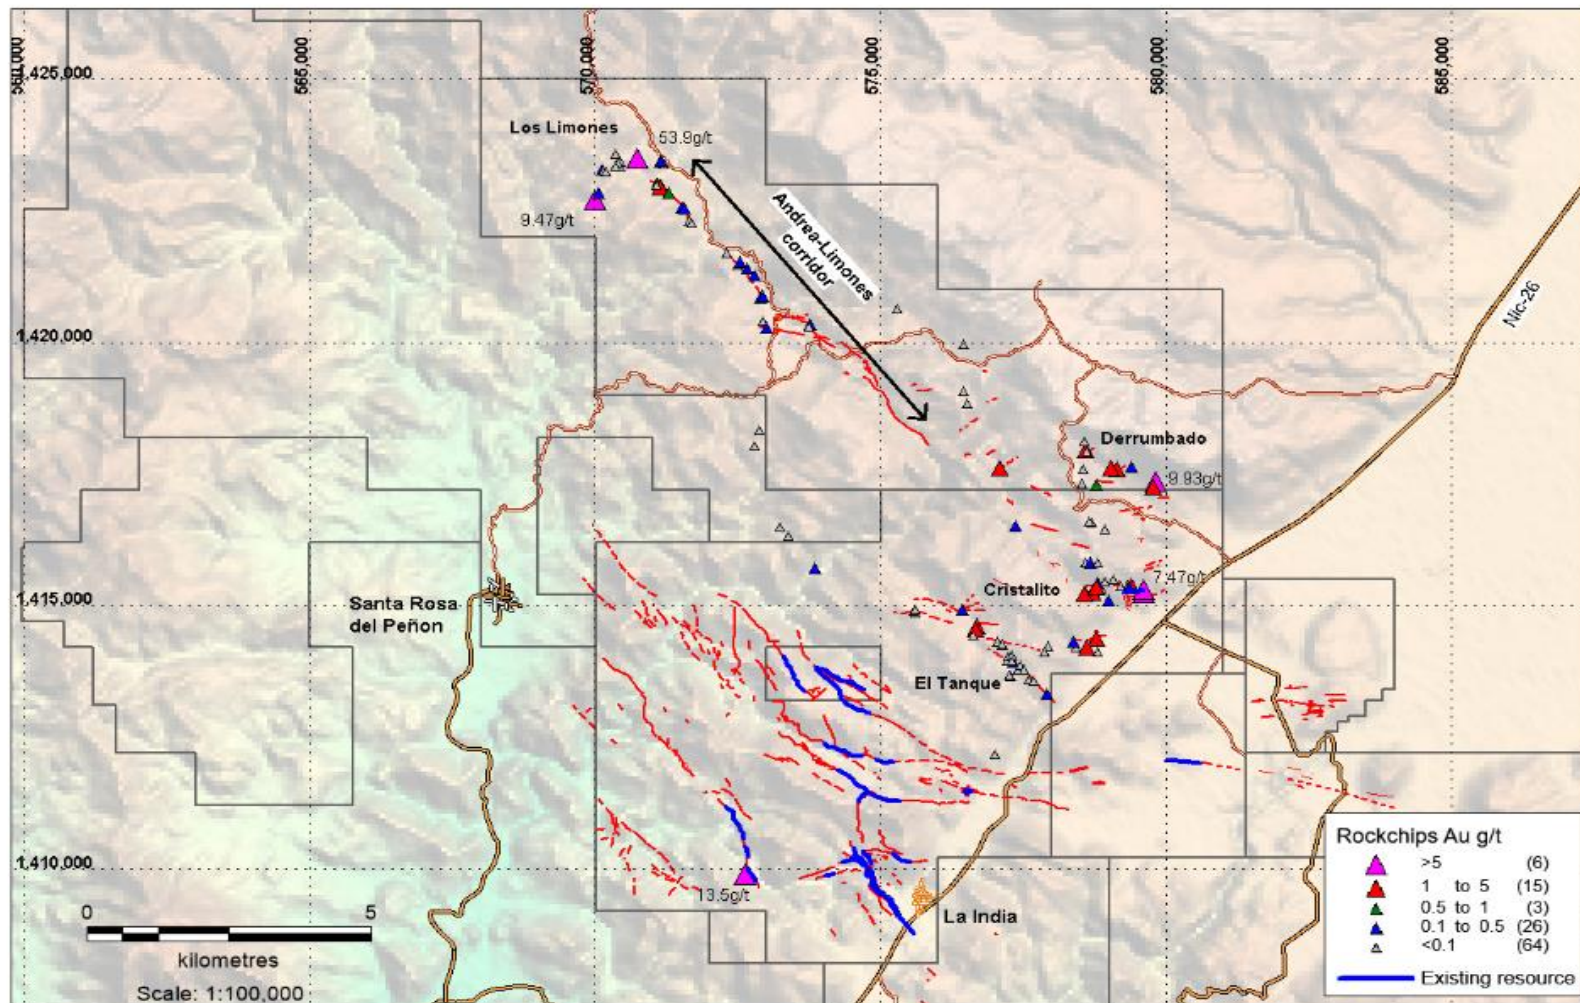 560,000
565,000
570,000
575,000
580,000
585,000
1,425,000
Los Limones
53.9g/t
9.47g/t
Andrea-Limones
corridor
Nic-26
1,420,000
Derrumbado
9.93g/t
1,415,000
Santa Rosa
del Peñon
Cristalito
7.47g/t
El Tanque
1,410,000
13.5g/t
La India
0 5
kilometres
Scale: 1:100,000
Rockchips Au g/t
>5 (6)
1 to 5 (15)
0.5 to 1 (3)
0.1 to 0.5 (26)
<0.1 (64)
Existing resource